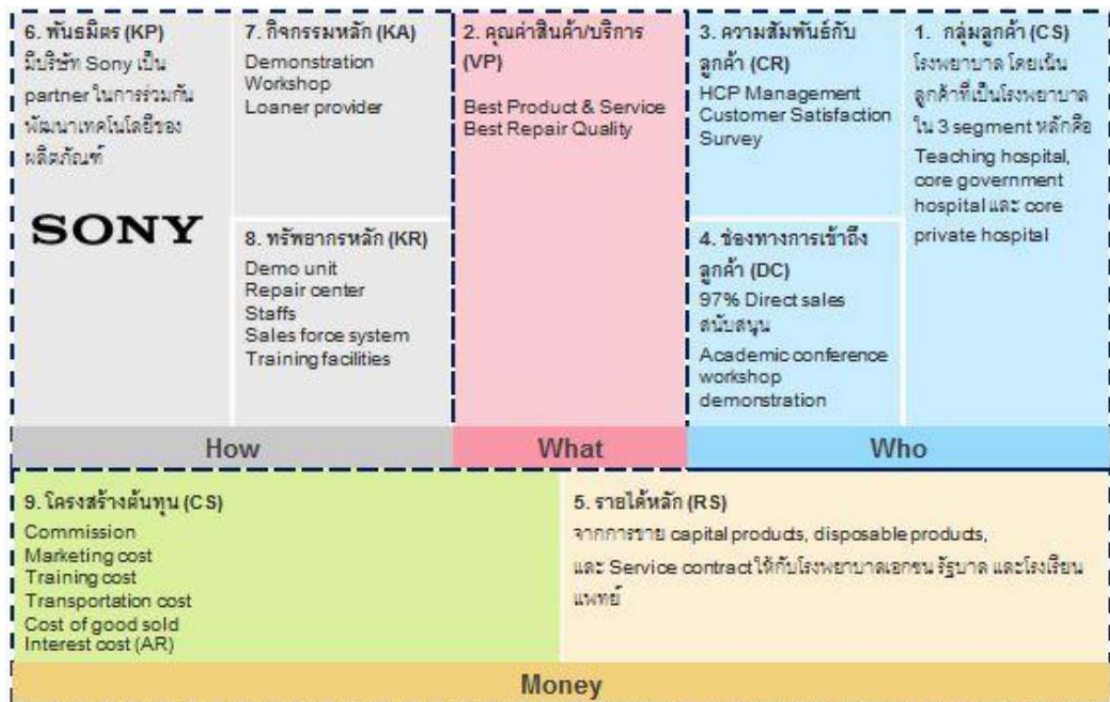 6. พันธมิตร (KP)
มีบริษัท Sony เป็น
partner ในการร่วมกัน
พัฒนาเทคโนโลยีของ
ผลิตภัณฑ์
SONY
7. กิจกรรมหลัก (KA)
Demonstration
Workshop
Loaner provider
8. ทรัพยากรหลัก (KR)
Demo unit
Repair center
Staffs
Sales force system
Training facilities
2. คุณค่าสินค้า/บริการ
(VP)
Best Product & Service
Best Repair Quality
3. ความสัมพันธ์กับ
ลูกค้า (CR)
HCP Management
Customer Satisfaction
Survey
4. ช่องทางการเข้าถึง
ลูกค้า (DC)
97% Direct sales
สนับสนุน
Academic conference
workshop
demonstration
1. กลุ่มลูกค้า (CS)
โรงพยาบาล โดยเน้น
ลูกค้าที่เป็นโรงพยาบาล
ใน 3 segment หลักคือ
Teaching hospital,
core government
hospital และ core
private hospital
How
What
Who
9. โครงสร้างต้นทุน (CS)
Commission
Marketing cost
Training cost
Transportation cost
Cost of good sold
Interest cost (AR)
5. รายได้หลัก (RS)
จากการขาย capital products, disposable products,
และ Service contract ให้กับโรงพยาบาลเอกชน รัฐบาล และโรงเรียน
แพทย์
Money